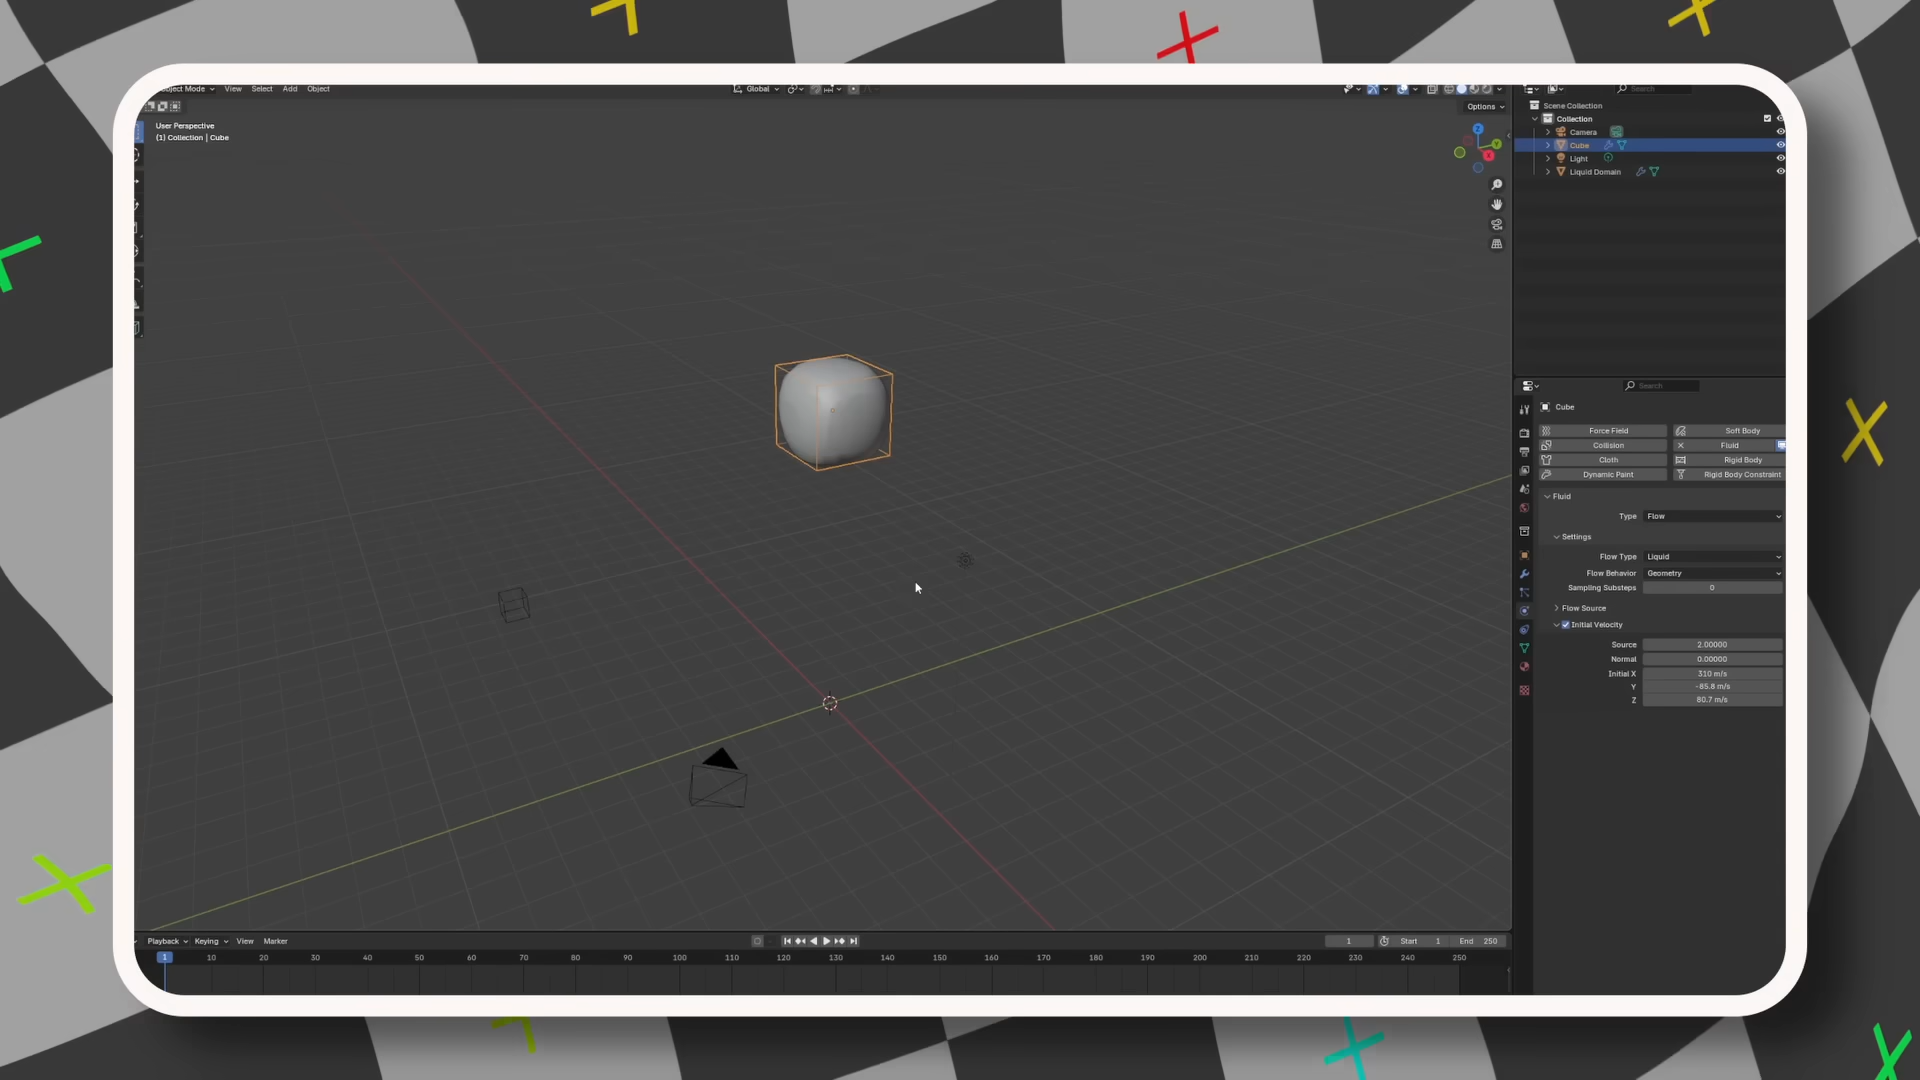 Object Mode View Select Add Object Global
Options
User Perspective
(1) Collection | Cube
Z
Y
X
Search
Scene Collection
Collection
Camera
Cube
Light
Liquid Domain
Search
Cube
Force Field Soft Body
Collision Fluid
Cloth Rigid Body
Dynamic Paint Rigid Body Constraint
Fluid
Type Flow
Settings
Flow Type Liquid
Flow Behavior Geometry
Sampling Substeps 0
Flow Source
Initial Velocity
Source 2.00000
Normal 0.00000
Initial X 310 m/s
Y -85.8 m/s
Z 80.7 m/s
Playback Keying View Marker 1 Start 1 End 250
1 10 20 30 40 50 60 70 80 90 100 110 120 130 140 150 160 170 180 190 200 210 220 230 240 250